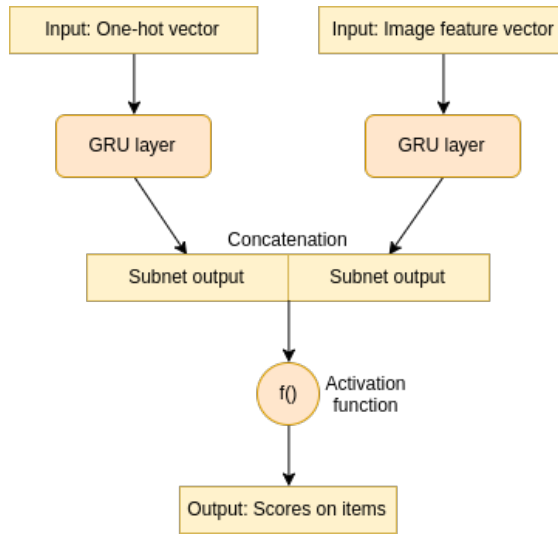 Input: One-hot vector
Input: Image feature vector
GRU layer
GRU layer
Concatenation
Subnet output
Subnet output
f()
Activation
function
Output: Scores on items